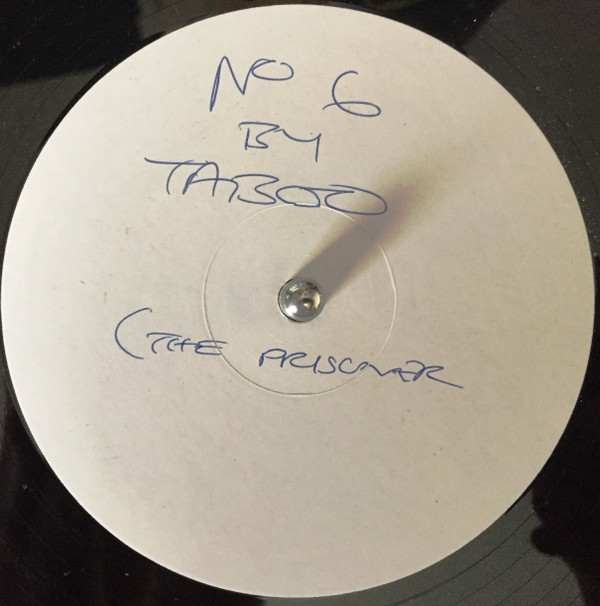 No 6
BY
TABOO
(THE PRISONER